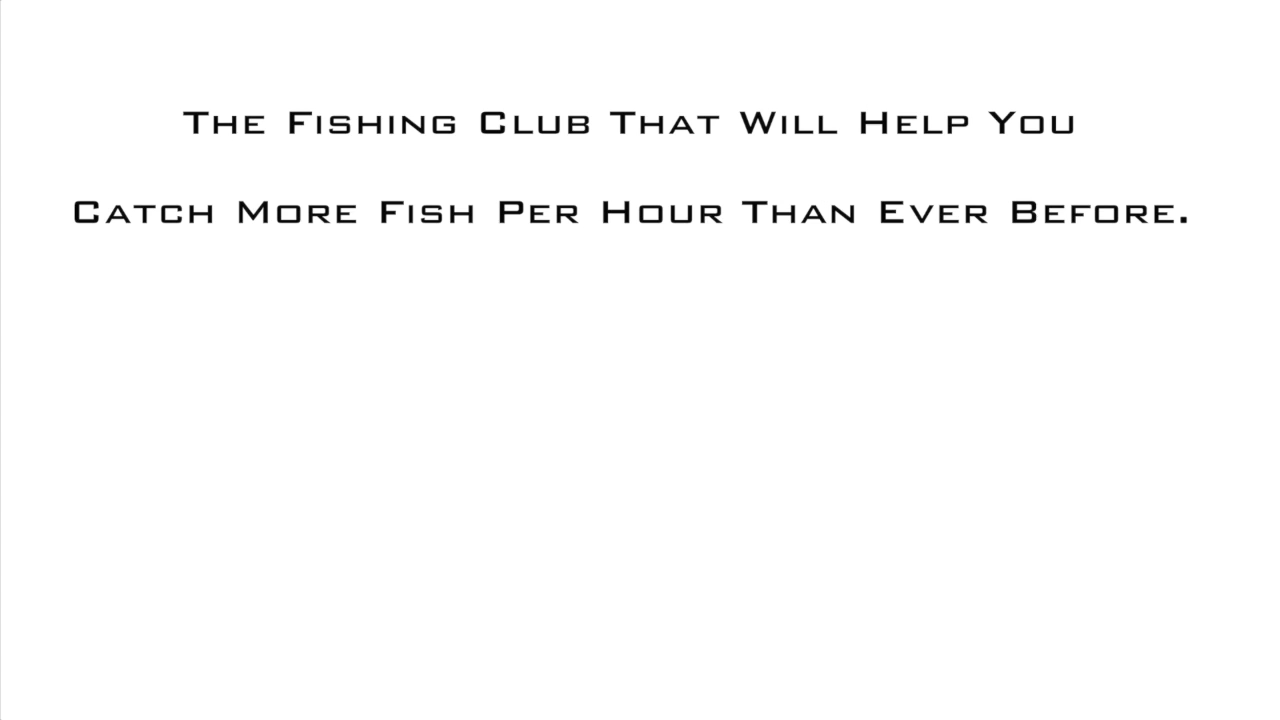 The Fishing Club That Will Help You
Catch More Fish Per Hour Than Ever Before.